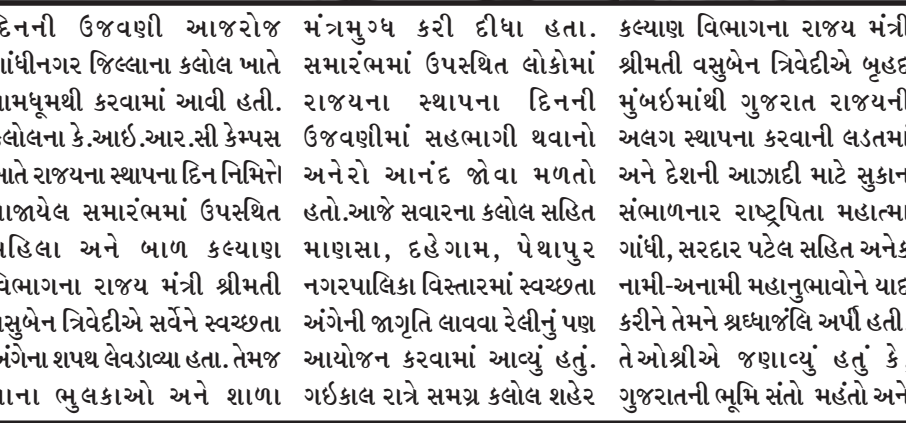 દિનની ઉજવણી આજરોજ
ગાંધીનગર જિલ્લાના કલોલ ખાતે
ધામધૂમથી કરવામાં આવી હતી.
કલોલના કે.આઇ.આર.સી કેમ્પસ
ખાતે રાજયના સ્થાપના દિન નિમિત્તે
યોજાયેલ સમારંભમાં ઉપસ્થિત
મહિલા અને બાળ કલ્યાણ
વિભાગના રાજય મંત્રી શ્રીમતી
વસુબેન ત્રિવેદીએ સર્વેને સ્વચ્છતા
અંગેના શપથ લેવડાવ્યા હતા. તેમજ
નાના ભુલકાઓ અને શાળા
મંત્રમુગ્ધ કરી દીધા હતા.
સમારંભમાં ઉપસ્થિત લોકોમાં
રાજયના સ્થાપના દિનની
ઉજવણીમાં સહભાગી થવાનો
અનેરો આનંદ જોવા મળતો
હતો.આજે સવારના કલોલ સહિત
માણસા, દહેગામ, પેથાપુર
નગરપાલિકા વિસ્તારમાં સ્વચ્છતા
અંગેની જાગૃતિ લાવવા રેલીનું પણ
આયોજન કરવામાં આવ્યું હતું.
ગઇકાલ રાત્રે સમગ્ર કલોલ શહેર
કલ્યાણ વિભાગના રાજય મંત્રી
શ્રીમતી વસુબેન ત્રિવેદીએ બૃહદ
મુંબઇમાંથી ગુજરાત રાજયની
અલગ સ્થાપના કરવાની લડતમાં
અને દેશની આઝાદી માટે સુકાન
સંભાળનાર રાષ્ટ્રપિતા મહાત્મા
ગાંધી, સરદાર પટેલ સહિત અનેક
નામી-અનામી મહાનુભાવોને યાદ
કરીને તેમને શ્રધ્ધાજંલિ અર્પી હતી.
તેઓશ્રીએ જણાવ્યું હતું કે,
ગુજરાતની ભૂમિ સંતો મહંતો અને